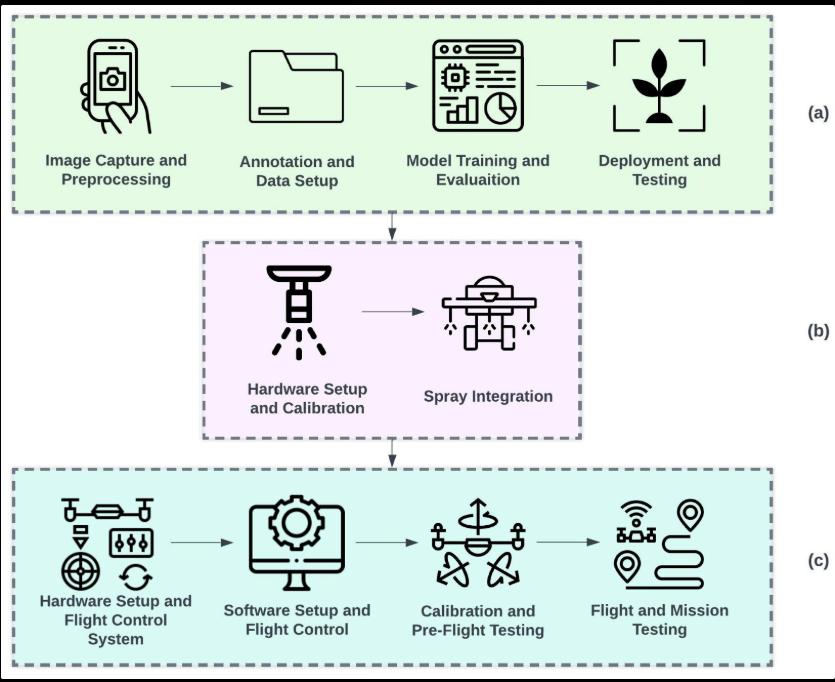 Image Capture and
Preprocessing
Annotation and
Data Setup
Model Training and
Evaluaition
Deployment and
Testing
(a)
Hardware Setup
and Calibration
Spray Integration
(b)
Hardware Setup and
Flight Control
System
Software Setup and
Flight Control
Calibration and
Pre-Flight Testing
Flight and Mission
Testing
(c)